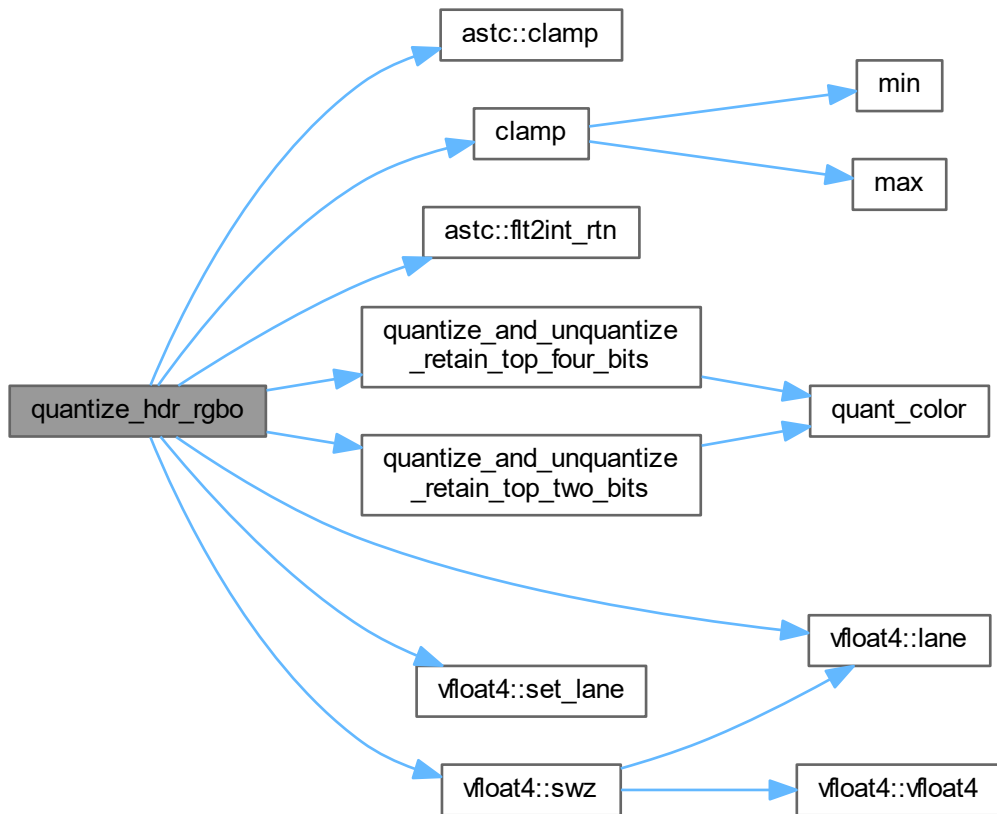 astc::clamp
min
clamp
max
astc::flt2int_rtn
quantize_and_unquantize
_retain_top_four_bits
quantize_hdr_rgbo
quant_color
quantize_and_unquantize
_retain_top_two_bits
vfloat4::lane
vfloat4::set_lane
vfloat4::swz
vfloat4::vfloat4